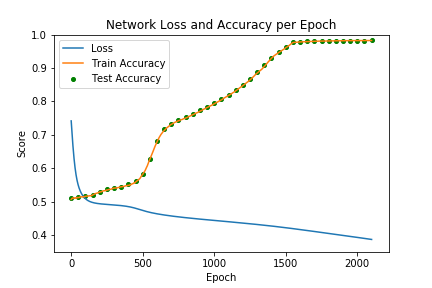 Network Loss and Accuracy per Epoch
1.0
0.9
0.8
0.7
0.6
0.5
0.4
Score
Loss
Train Accuracy
Test Accuracy
0
500
1000
1500
2000
Epoch